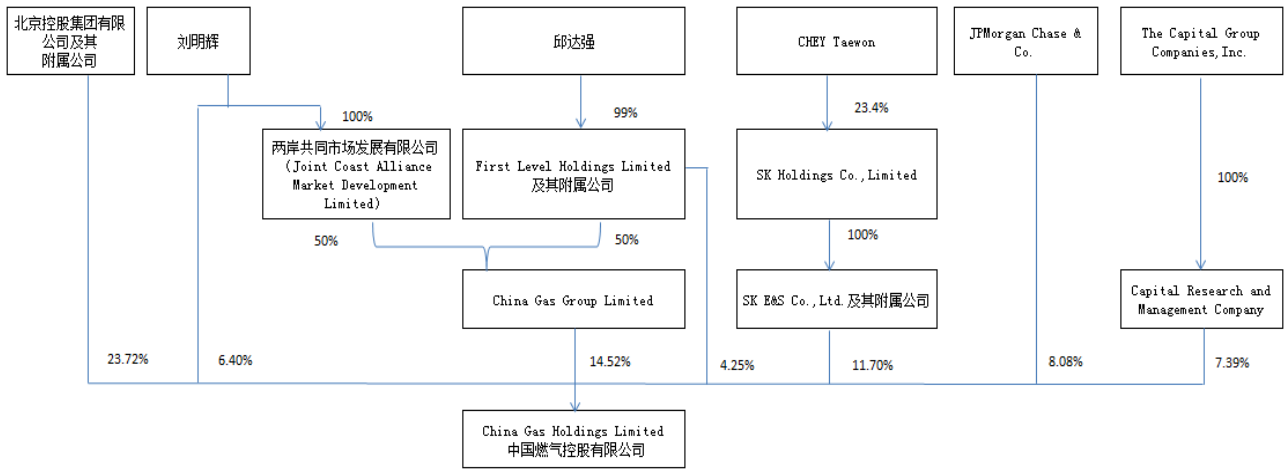 北京控股集团有限
公司及其
附属公司
刘明辉
邱达强
CHEY Taewon
JPMorgan Chase &
Co.
The Capital Group
Companies,Inc.
100%
99%
23.4%
两岸共同市场发展有限公司
（Joint Coast Alliance
Market Development
Limited）
First Level Holdings Limited
及其附属公司
SK Holdings Co.,Limited
100%
50%
50%
100%
China Gas Group Limited
SK E&S Co.,Ltd.及其附属公司
Capital Research and
Management Company
23.72%
6.40%
14.52%
4.25%
11.70%
8.08%
7.39%
China Gas Holdings Limited
中国燃气控股有限公司